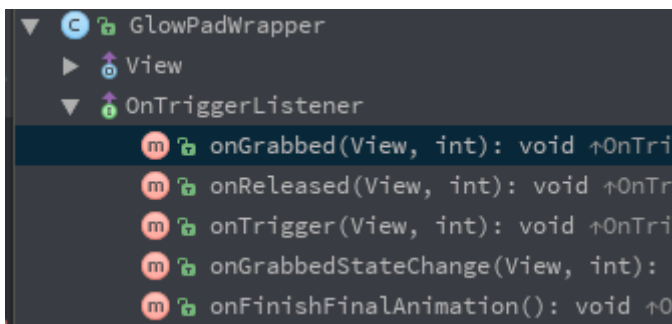 GlowPadWrapper
View
OnTriggerListener
onGrabbed(View, int): void ↑OnTri
onReleased(View, int): void ↑OnTr
onTrigger(View, int): void ↑OnTri
onGrabbedStateChange(View, int):
onFinishFinalAnimation(): void ↑O